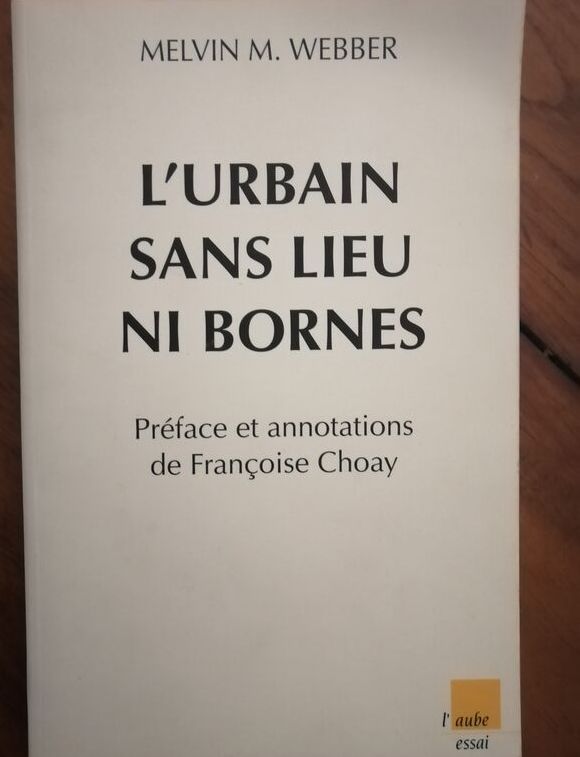 MELVIN M. WEBBER
L'URBAIN
SANS LIEU
NI BORNES
Préface et annotations
de Françoise Choay
l'aube
essai